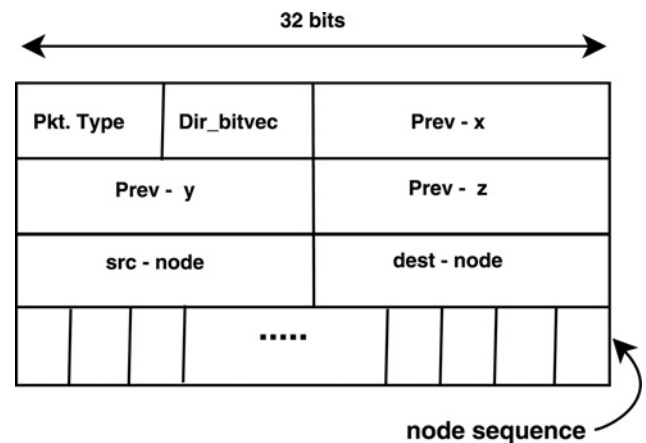 32 bits
Pkt. Type Dir_bitvec Prev - x
Prev - y Prev - z
src - node dest - node
.....
node sequence